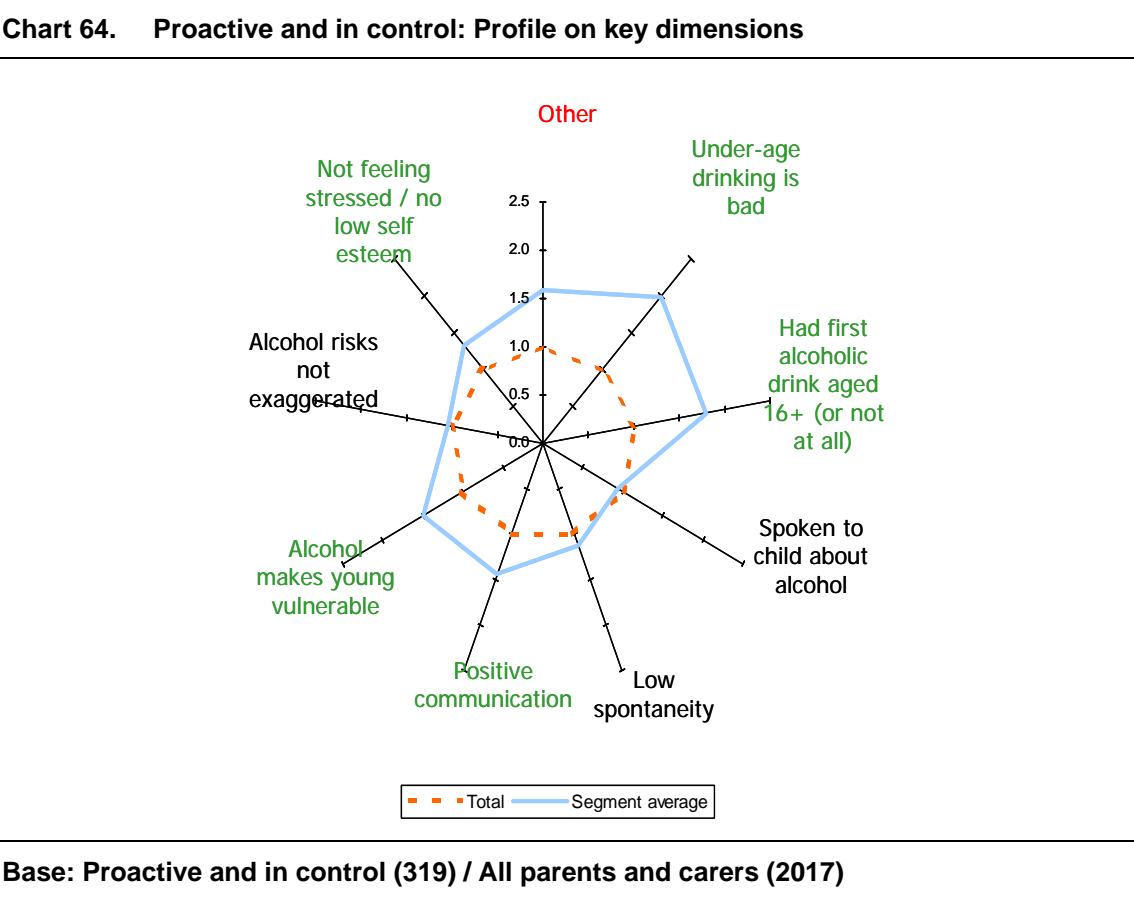 Chart 64. Proactive and in control: Profile on key dimensions
Other
Under-age
drinking is
bad
Not feeling
stressed / no
low self
esteem
2.5
2.0
1.5
1.0
0.5
0.0
Had first
alcoholic
drink aged
16+ (or not
at all)
Alcohol risks
not
exaggerated
Spoken to
child about
alcohol
Alcohol
makes young
vulnerable
Positive
communication
Low
spontaneity
Total Segment average
Base: Proactive and in control (319) / All parents and carers (2017)